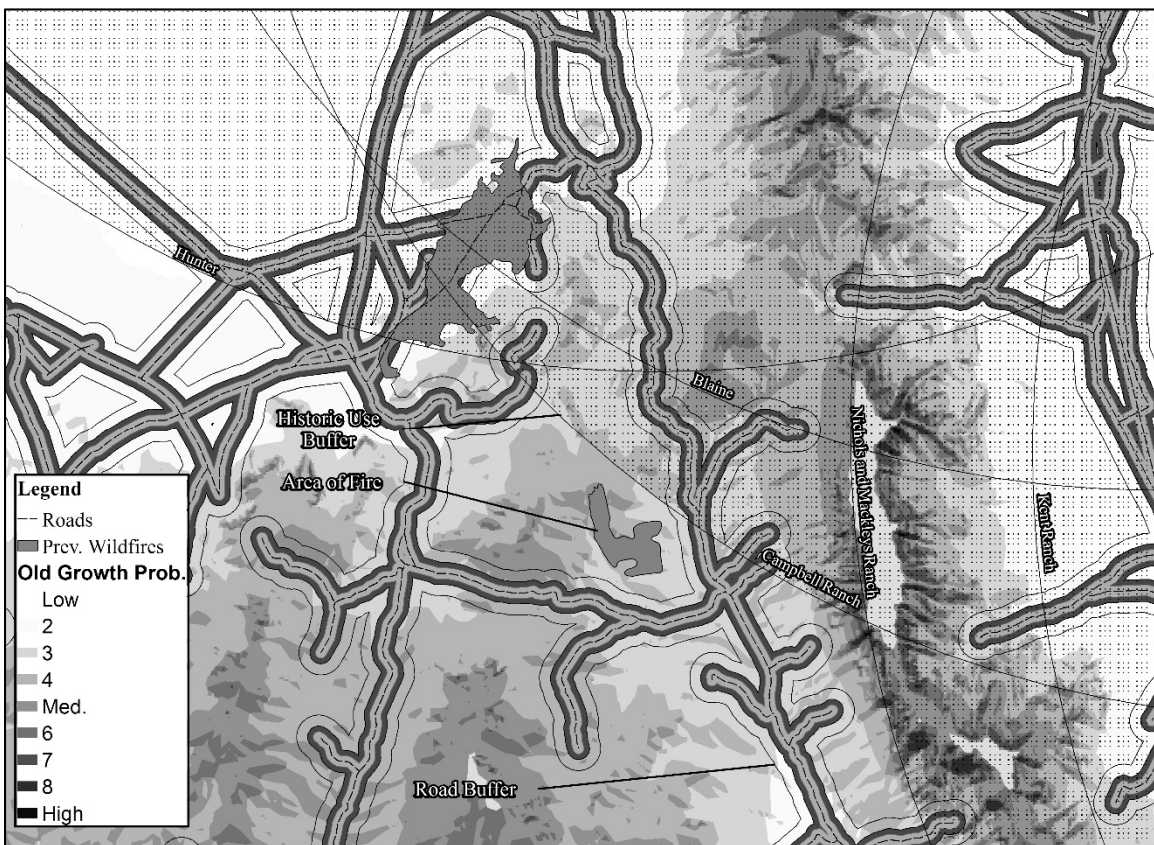 Hunter
Blaine
Historic Use
Buffer
Area of Fire
Nichols and Mackleys Ranch
Kent Ranch
Campbell Ranch
Road Buffer
Legend
Roads
Prev. Wildfires
Old Growth Prob.
Low
2
3
4
Med.
6
7
8
High